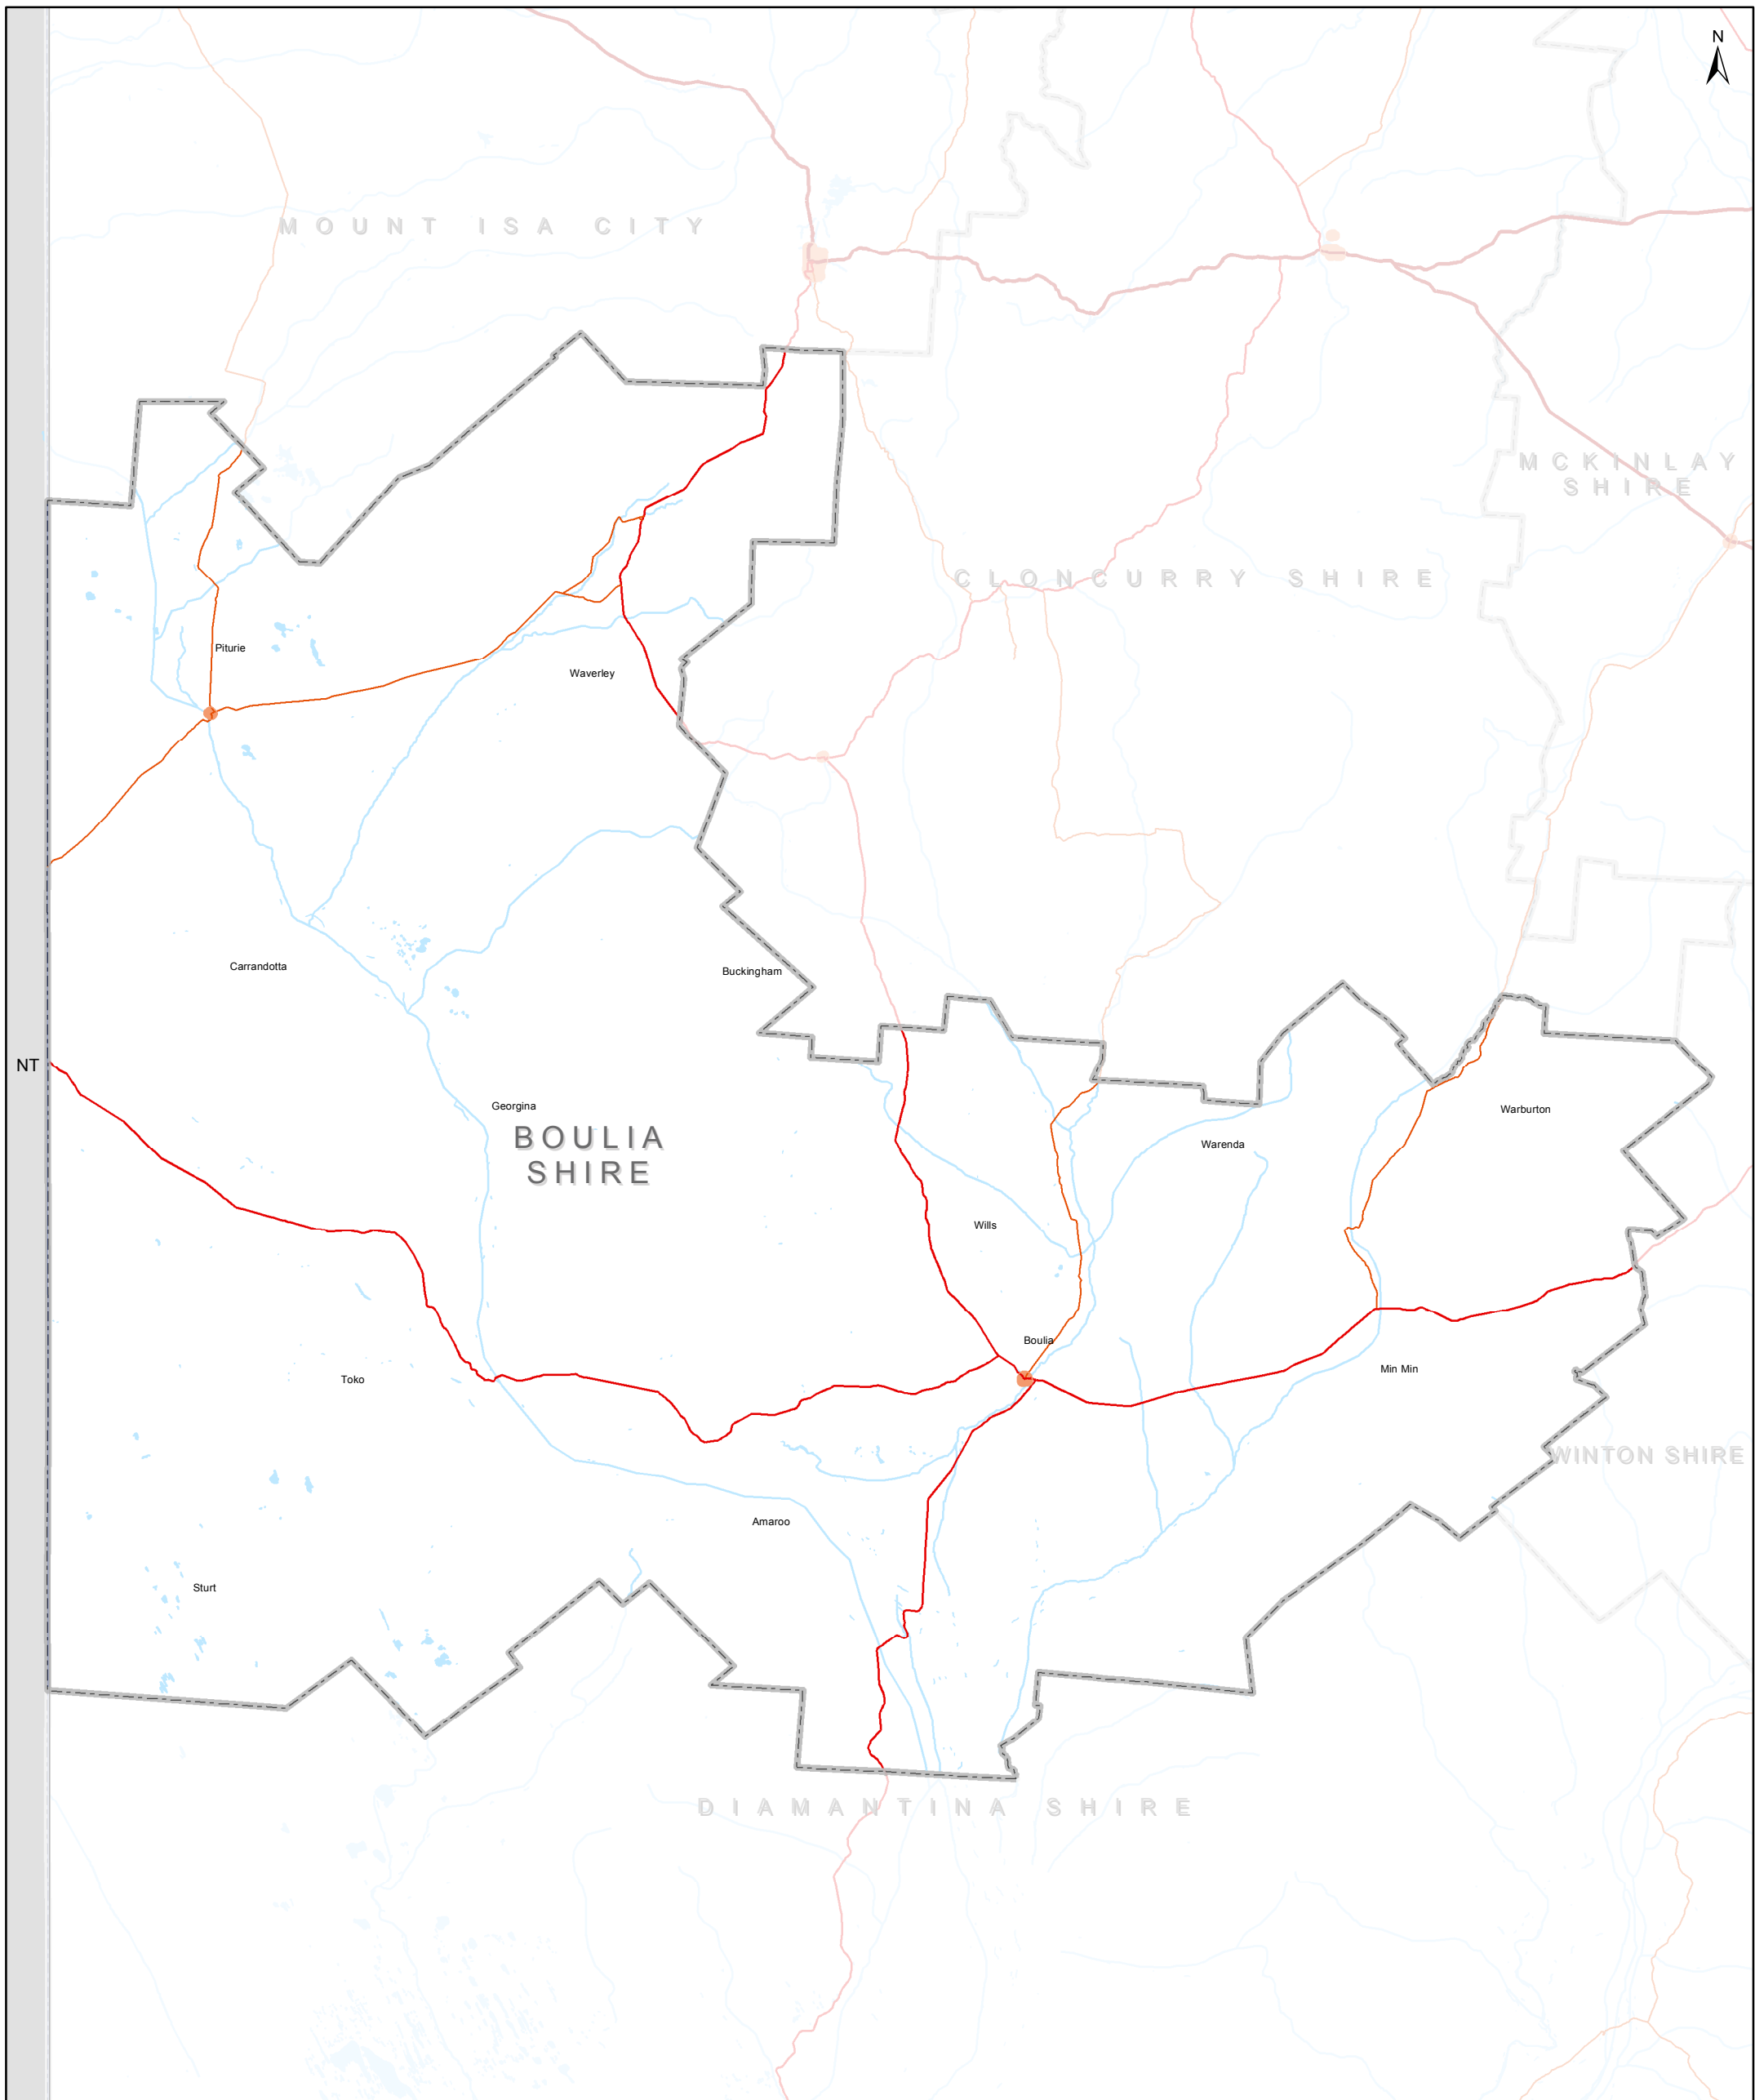 N
MOUNT ISA CITY
MCKINLAY
SHIRE
CLONCURRY SHIRE
Piturie
Waverley
Carrandotta
Buckingham
NT
Georgina
Warburton
BOULIA
SHIRE
Warenda
Wills
Boulia
Min Min
Toko
WINTON SHIRE
Amaroo
Sturt
DIAMANTINA SHIRE